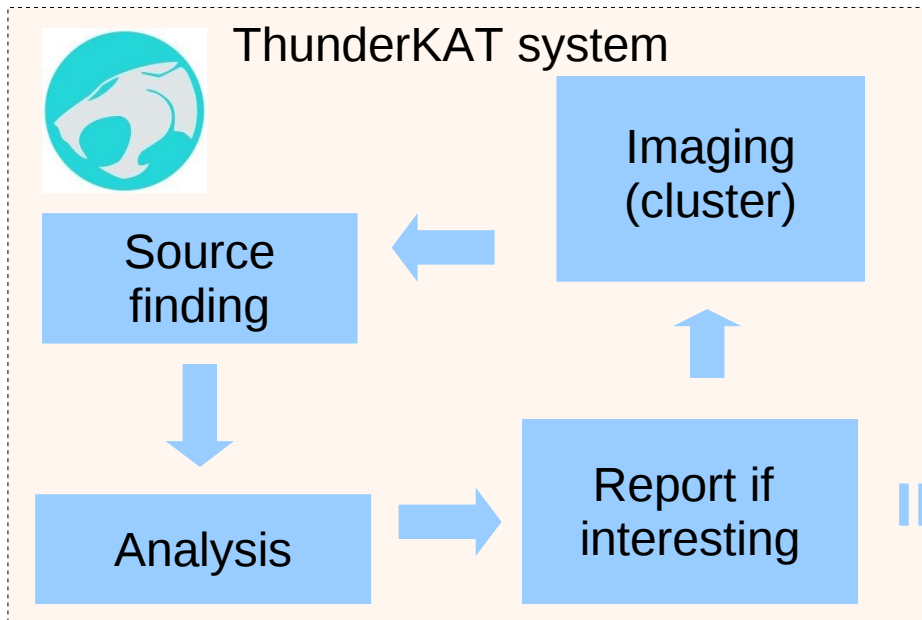 ThunderKAT system
Imaging
(cluster)
Source
finding
Analysis
Report if
interesting